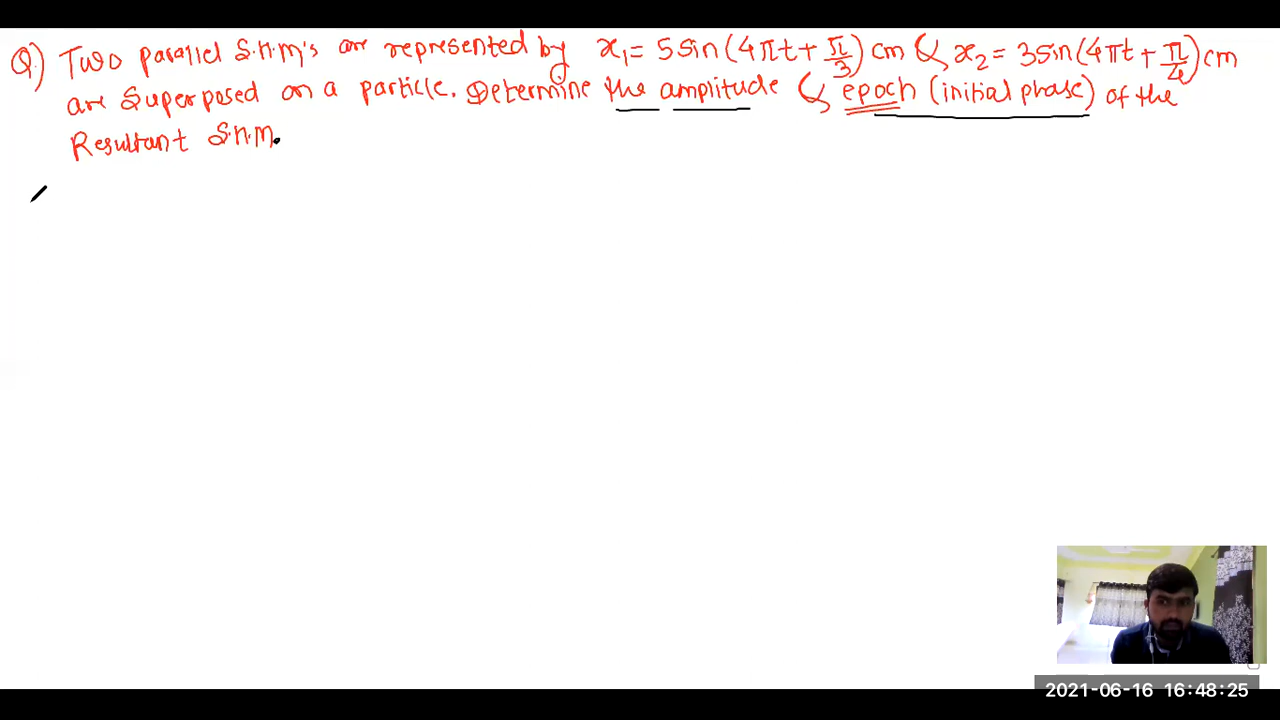 Q.) Two parallel S.H.M's are represented by x₁ = 5sin(4πt + π/3) cm & x₂ = 3sin(4πt + π/4) cm
are Superposed on a particle. Determine the amplitude & epoch (initial phase) of the
Resultant S.H.M.
2021-06-16 16:48:25